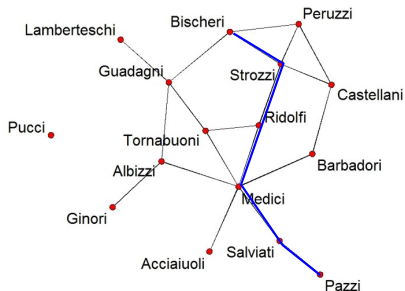 Bischeri
Peruzzi
Lamberteschi
Guadagni
Strozzi
Castellani
Pucci
Tornabuoni
Ridolfi
Albizzi
Barbadori
Medici
Ginori
Salviati
Acciaiuoli
Pazzi